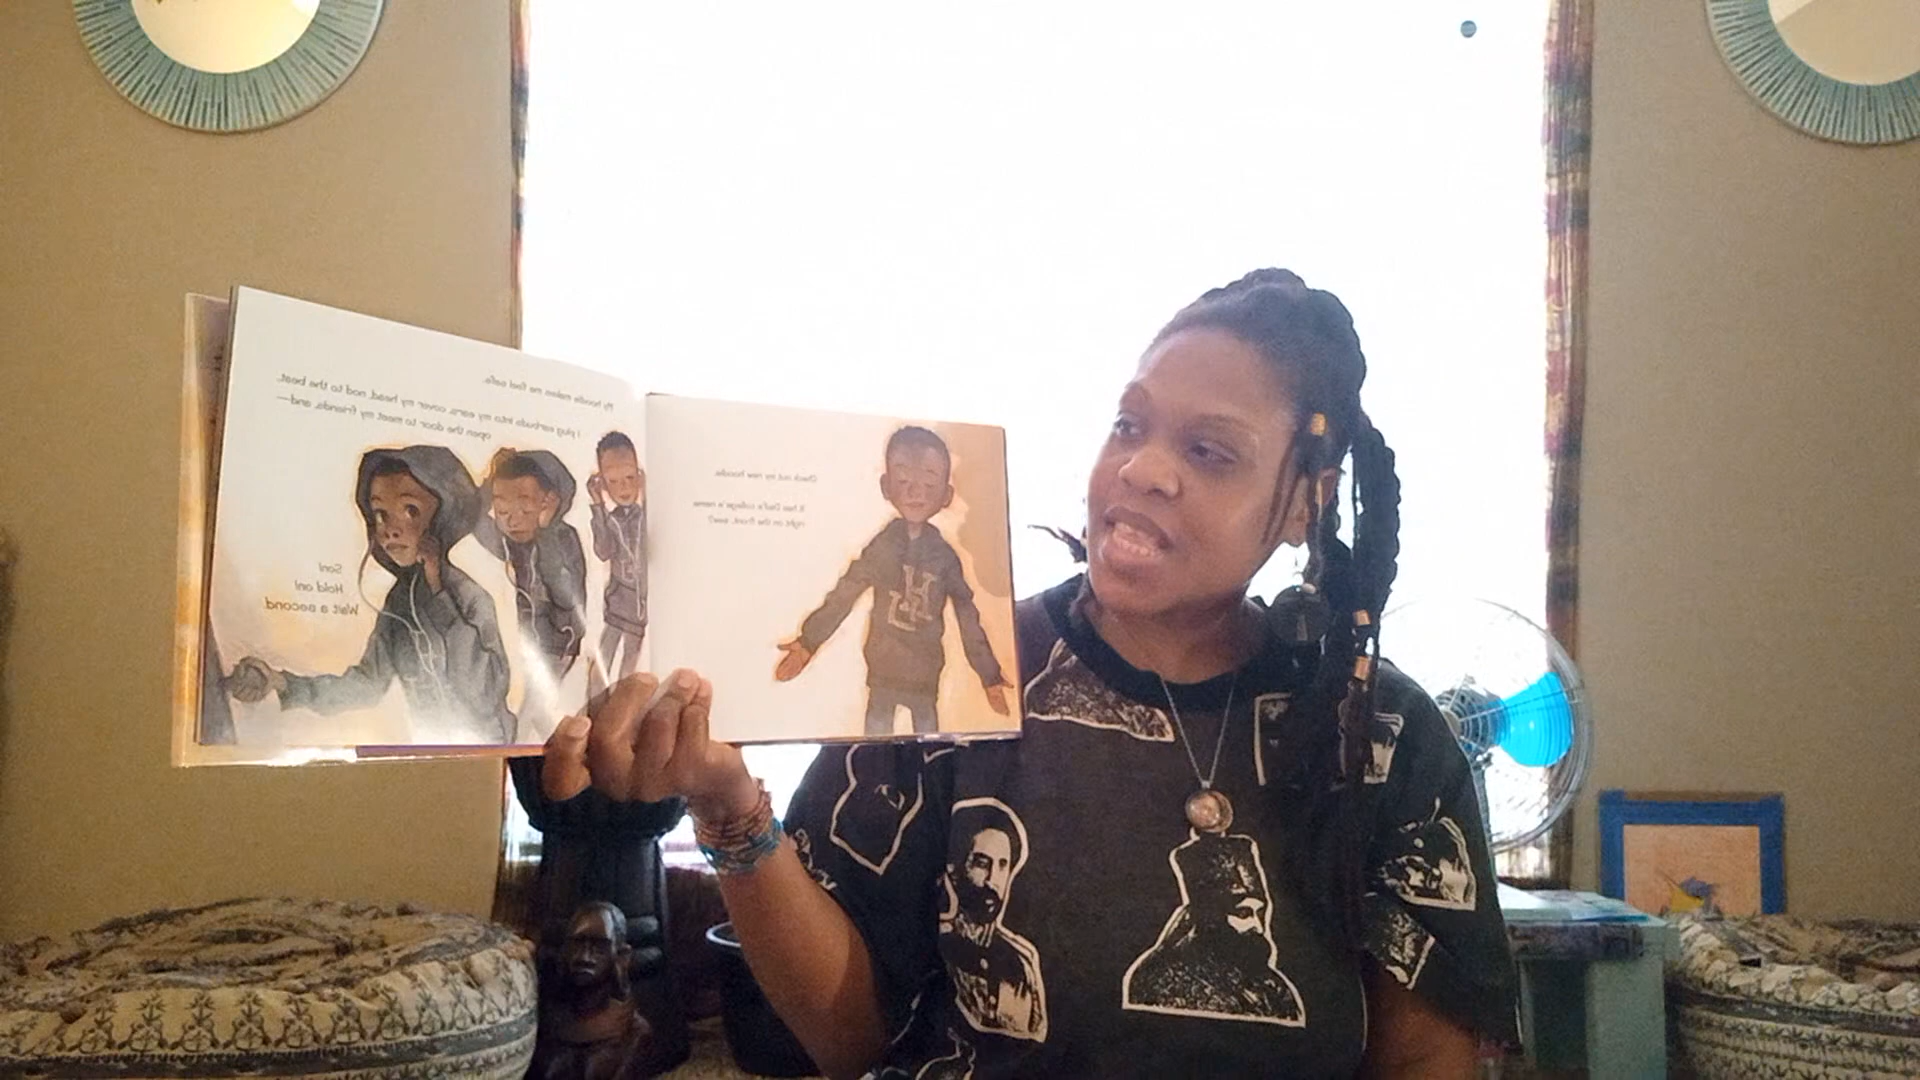 Check out my new hoodie.
It has Dad's college's name
right on the front, see?
My hoodie makes me feel safe.
I plug earbuds into my ears, cover my head, nod to the beat,
open the door to meet my friends, and—
Son!
Hold on!
Wait a second
HU